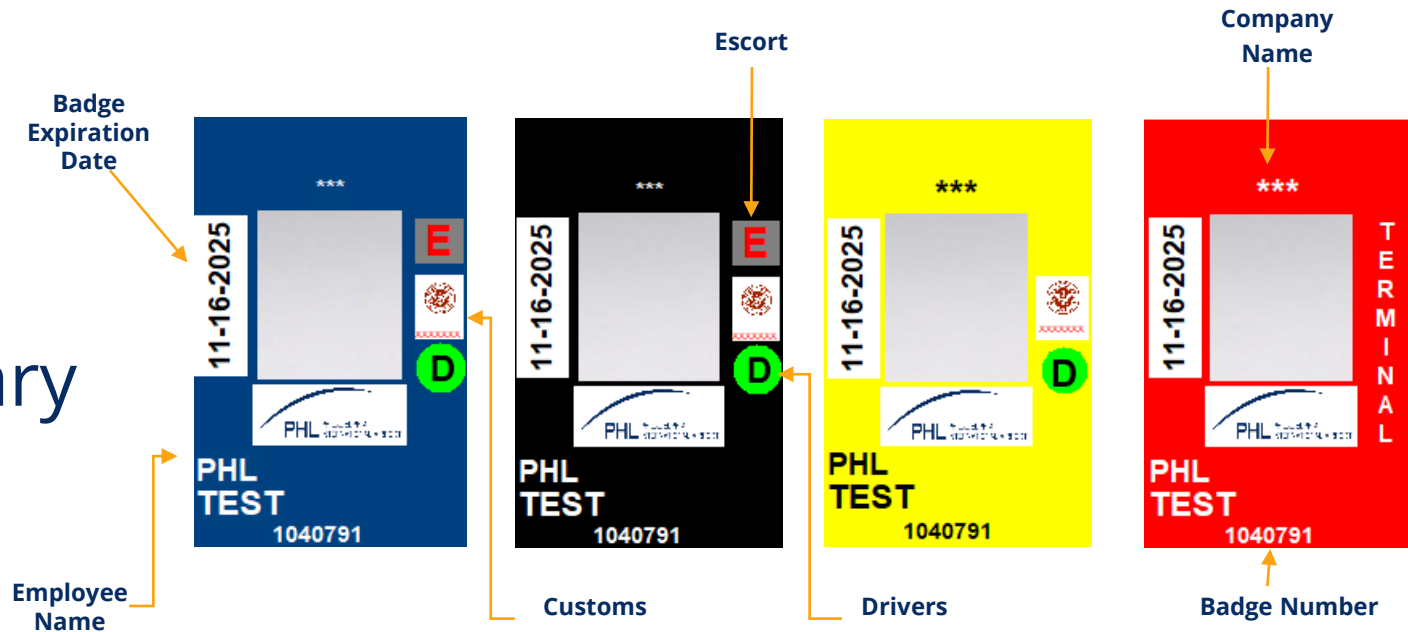 Company
Name
Escort
Badge
Expiration
Date
***
11-16-2025
E
D
PHL
PHL
TEST
1040791
***
11-16-2025
E
D
PHL
PHL
TEST
1040791
***
11-16-2025
D
PHL
PHL
TEST
1040791
***
11-16-2025
TERMINAL
PHL
PHL
TEST
1040791
ary
Employee
Name
Customs
Drivers
Badge Number